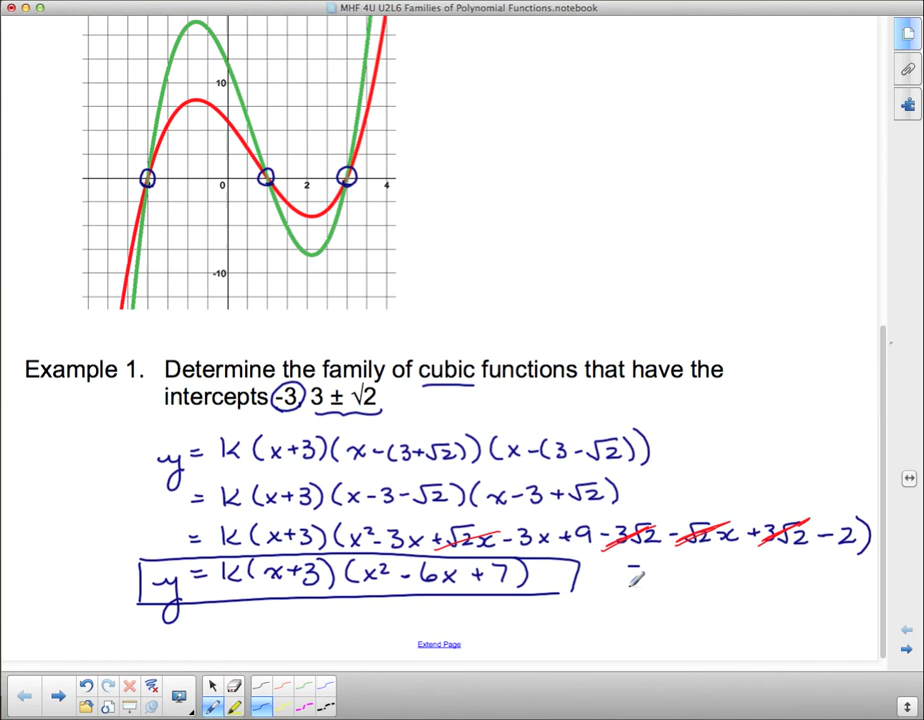 MHF 4U U2L6 Families of Polynomial Functions.notebook
10
0
2
4
-10
Example 1. Determine the family of cubic functions that have the
intercepts -3, 3 ± √2
y = k(x+3)(x-(3+√2))(x-(3-√2))
= k(x+3)(x-3-√2)(x-3+√2)
= k(x+3)(x²-3x+√2x-3x+9-3√2-√2x+3√2-2)
y = k(x+3)(x²-6x+7)
Extend Page